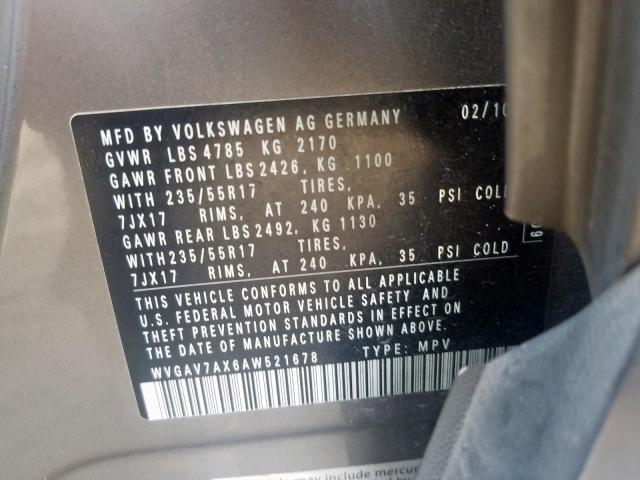 MFD BY VOLKSWAGEN AG GERMANY 02/10
GVWR LBS 4785 KG 2170
GAWR FRONT LBS 2426, KG 1100
WITH 235/55R17 TIRES,
7JX17 RIMS, AT 240 KPA, 35 PSI COLD
GAWR REAR LBS 2492, KG 1130
WITH 235/55R17 TIRES,
7JX17 RIMS, AT 240 KPA, 35 PSI COLD
THIS VEHICLE CONFORMS TO ALL APPLICABLE
U.S. FEDERAL MOTOR VEHICLE SAFETY AND
THEFT PREVENTION STANDARDS IN EFFECT ON
THE DATE OF MANUFACTURE SHOWN ABOVE.
WVGAV7AX6AW521678 TYPE: MPV
may include mercur